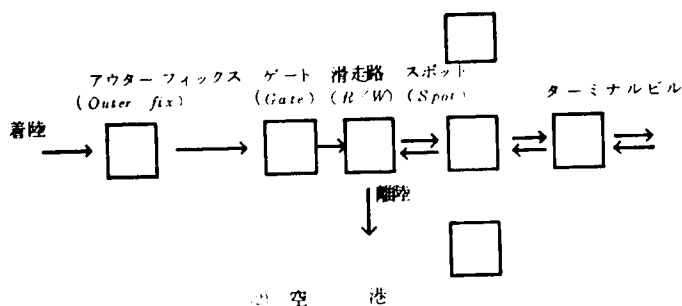 アウターフィックス ゲート 滑走路 スポット ターミナルビル
(Outer fix) (Gate) (R/W) (Spot)
着陸
離陸
空 港